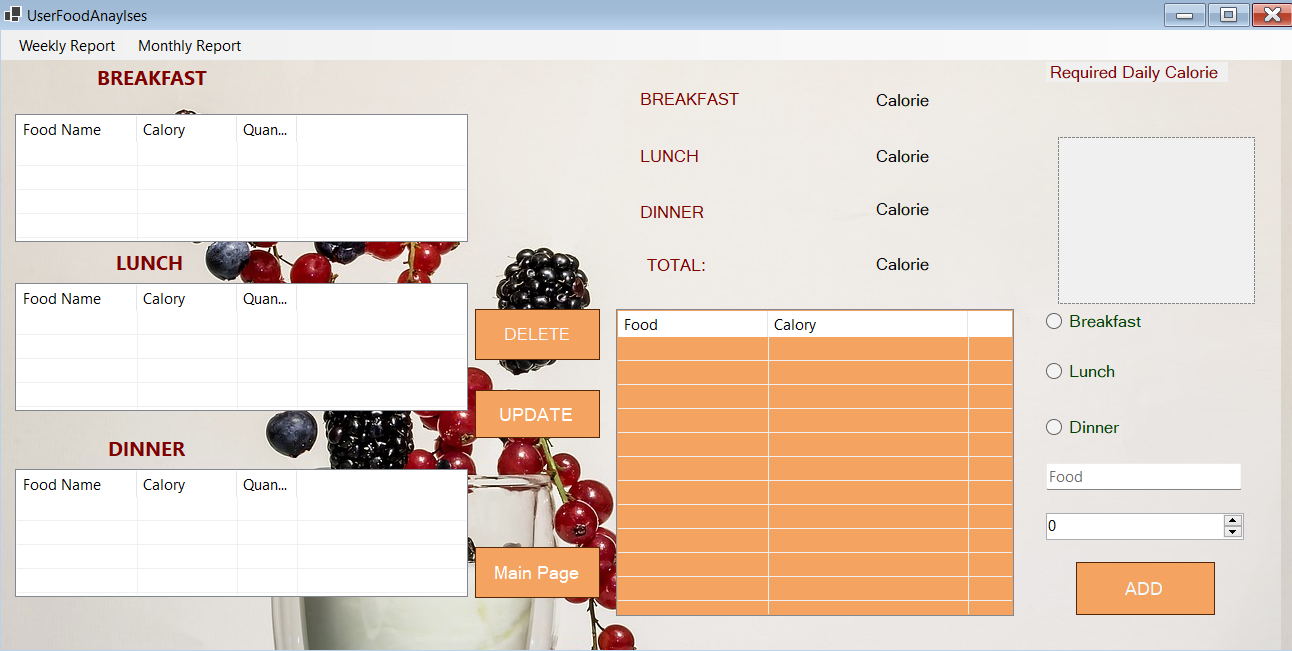 UserFoodAnaylses
Weekly Report Monthly Report
BREAKFAST
Food Name Calory Quan...
LUNCH
Food Name Calory Quan...
DINNER
Food Name Calory Quan...
DELETE
UPDATE
Main Page
BREAKFAST Calorie
LUNCH Calorie
DINNER Calorie
TOTAL: Calorie
Food Calory
Required Daily Calorie
Breakfast
Lunch
Dinner
Food
0
ADD